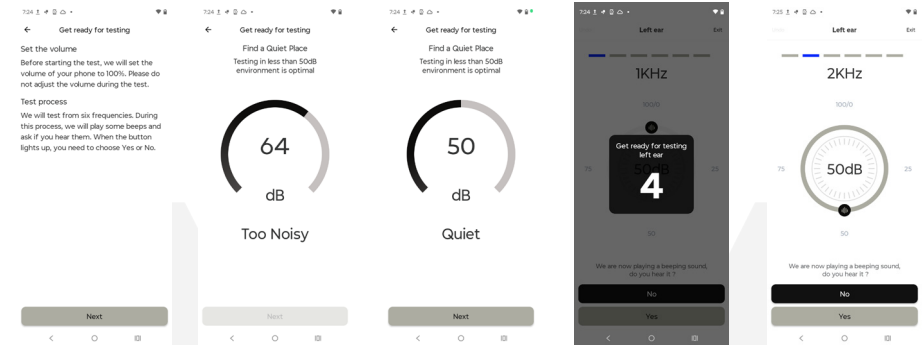 7:24
Get ready for testing
Set the volume
Before starting the test, we will set the
volume of your phone to 100%. Please do
not adjust the volume during the test.
Test process
We will test from six frequencies. During
this process, we will play some beeps and
ask if you hear them. When the button
lights up, you need to choose Yes or No.
Next
7:24
Get ready for testing
Find a Quiet Place
Testing in less than 50dB
environment is optimal
64
dB
Too Noisy
Next
7:24
Get ready for testing
Find a Quiet Place
Testing in less than 50dB
environment is optimal
50
dB
Quiet
Next
7:24
Left ear
Exit
1KHz
100/0
Get ready for testing
left ear
4
75
50dB
25
50
We are now playing a beeping sound,
do you hear it ?
No
Yes
7:25
Left ear
Exit
2KHz
100/0
75
50dB
25
50
We are now playing a beeping sound,
do you hear it ?
No
Yes